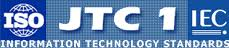 ISO JTC 1 IEC
INFORMATION TECHNOLOGY STANDARDS